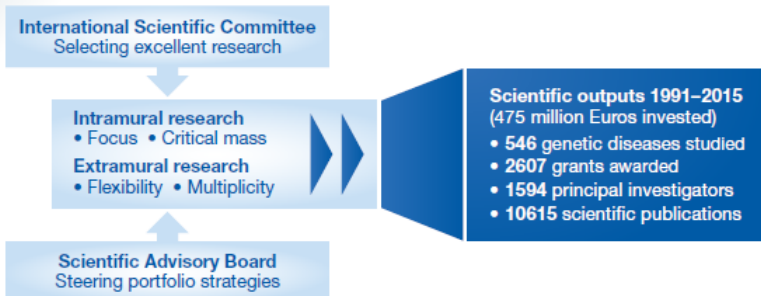 International Scientific Committee
Selecting excellent research
Intramural research
• Focus • Critical mass
Extramural research
• Flexibility • Multiplicity
Scientific Advisory Board
Steering portfolio strategies
Scientific outputs 1991–2015
(475 million Euros invested)
• 546 genetic diseases studied
• 2607 grants awarded
• 1594 principal investigators
• 10615 scientific publications